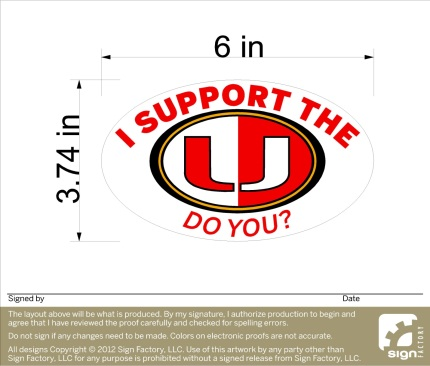 6 in
3.74 in
I SUPPORT THE
U
DO YOU?
Signed by Date
The layout above will be what is produced. By my signature, I authorize production to begin and
agree that I have reviewed the proof carefully and checked for spelling errors.
Do not sign if any changes need to be made. Colors on electronic proofs are not accurate.
All designs Copyright © 2012 Sign Factory, LLC. Use of this artwork by any party other than
Sign Factory, LLC for any purpose is prohibited without a signed release from Sign Factory, LLC.
sign
FACTORY